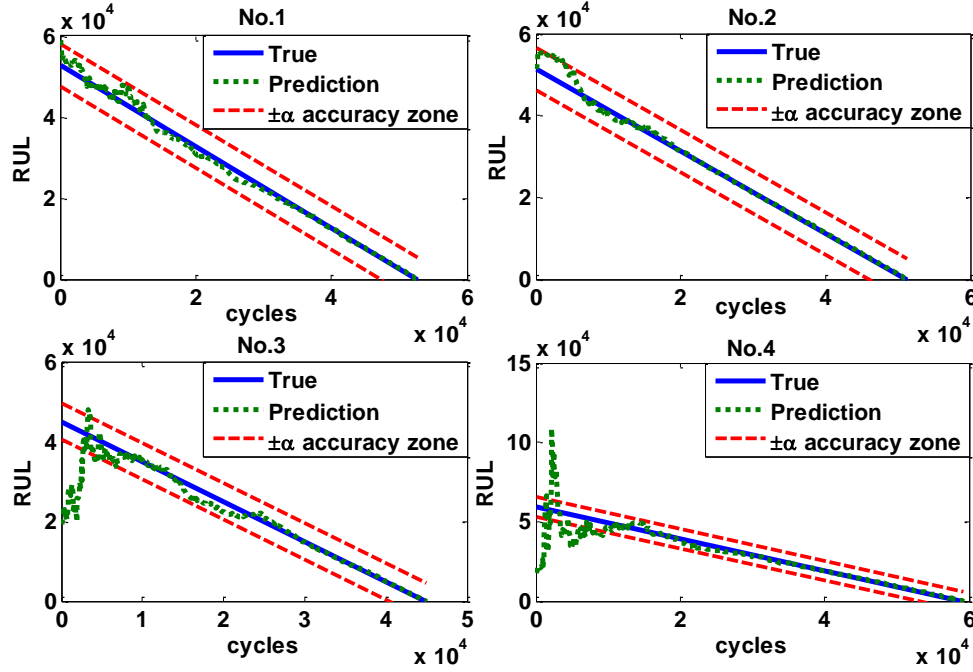 x 10^4
No.1
True
Prediction
±α accuracy zone
RUL
6
4
2
0
0
2
4
6
cycles
x 10^4
x 10^4
No.2
True
Prediction
±α accuracy zone
RUL
6
4
2
0
0
2
4
6
cycles
x 10^4
x 10^4
No.3
True
Prediction
±α accuracy zone
RUL
6
4
2
0
0
1
2
3
4
5
cycles
x 10^4
x 10^4
No.4
True
Prediction
±α accuracy zone
RUL
15
10
5
0
0
2
4
6
cycles
x 10^4